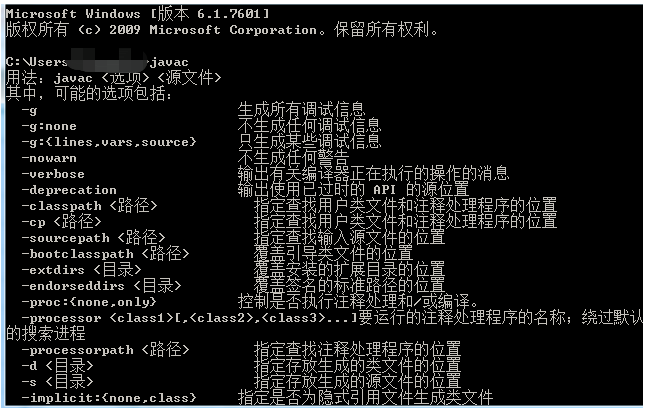 Microsoft Windows [版本 6.1.7601]
版权所有 (c) 2009 Microsoft Corporation。保留所有权利。
C:\Users javac
用法: javac <选项> <源文件>
其中，可能的选项包括:
-g 生成所有调试信息
-g:none 不生成任何调试信息
-g:{lines,vars,source} 只生成某些调试信息
-nowarn 不生成任何警告
-verbose 输出有关编译器正在执行的操作的消息
-deprecation 输出使用已过时的 API 的源位置
-classpath <路径> 指定查找用户类文件和注释处理程序的位置
-cp <路径> 指定查找用户类文件和注释处理程序的位置
-sourcepath <路径> 指定查找输入源文件的位置
-bootclasspath <路径> 覆盖引导类文件的位置
-extdirs <目录> 覆盖安装的扩展目录的位置
-endorseddirs <目录> 覆盖签名的标准路径的位置
-proc:{none,only} 控制是否执行注释处理和/或编译。
-processor <class1>[,<class2>,<class3>...]要运行的注释处理程序的名称; 绕过默认
的搜索进程
-processorpath <路径> 指定查找注释处理程序的位置
-d <目录> 指定存放生成的类文件的位置
-s <目录> 指定存放生成的源文件的位置
-implicit:{none,class} 指定是否为隐式引用文件生成类文件